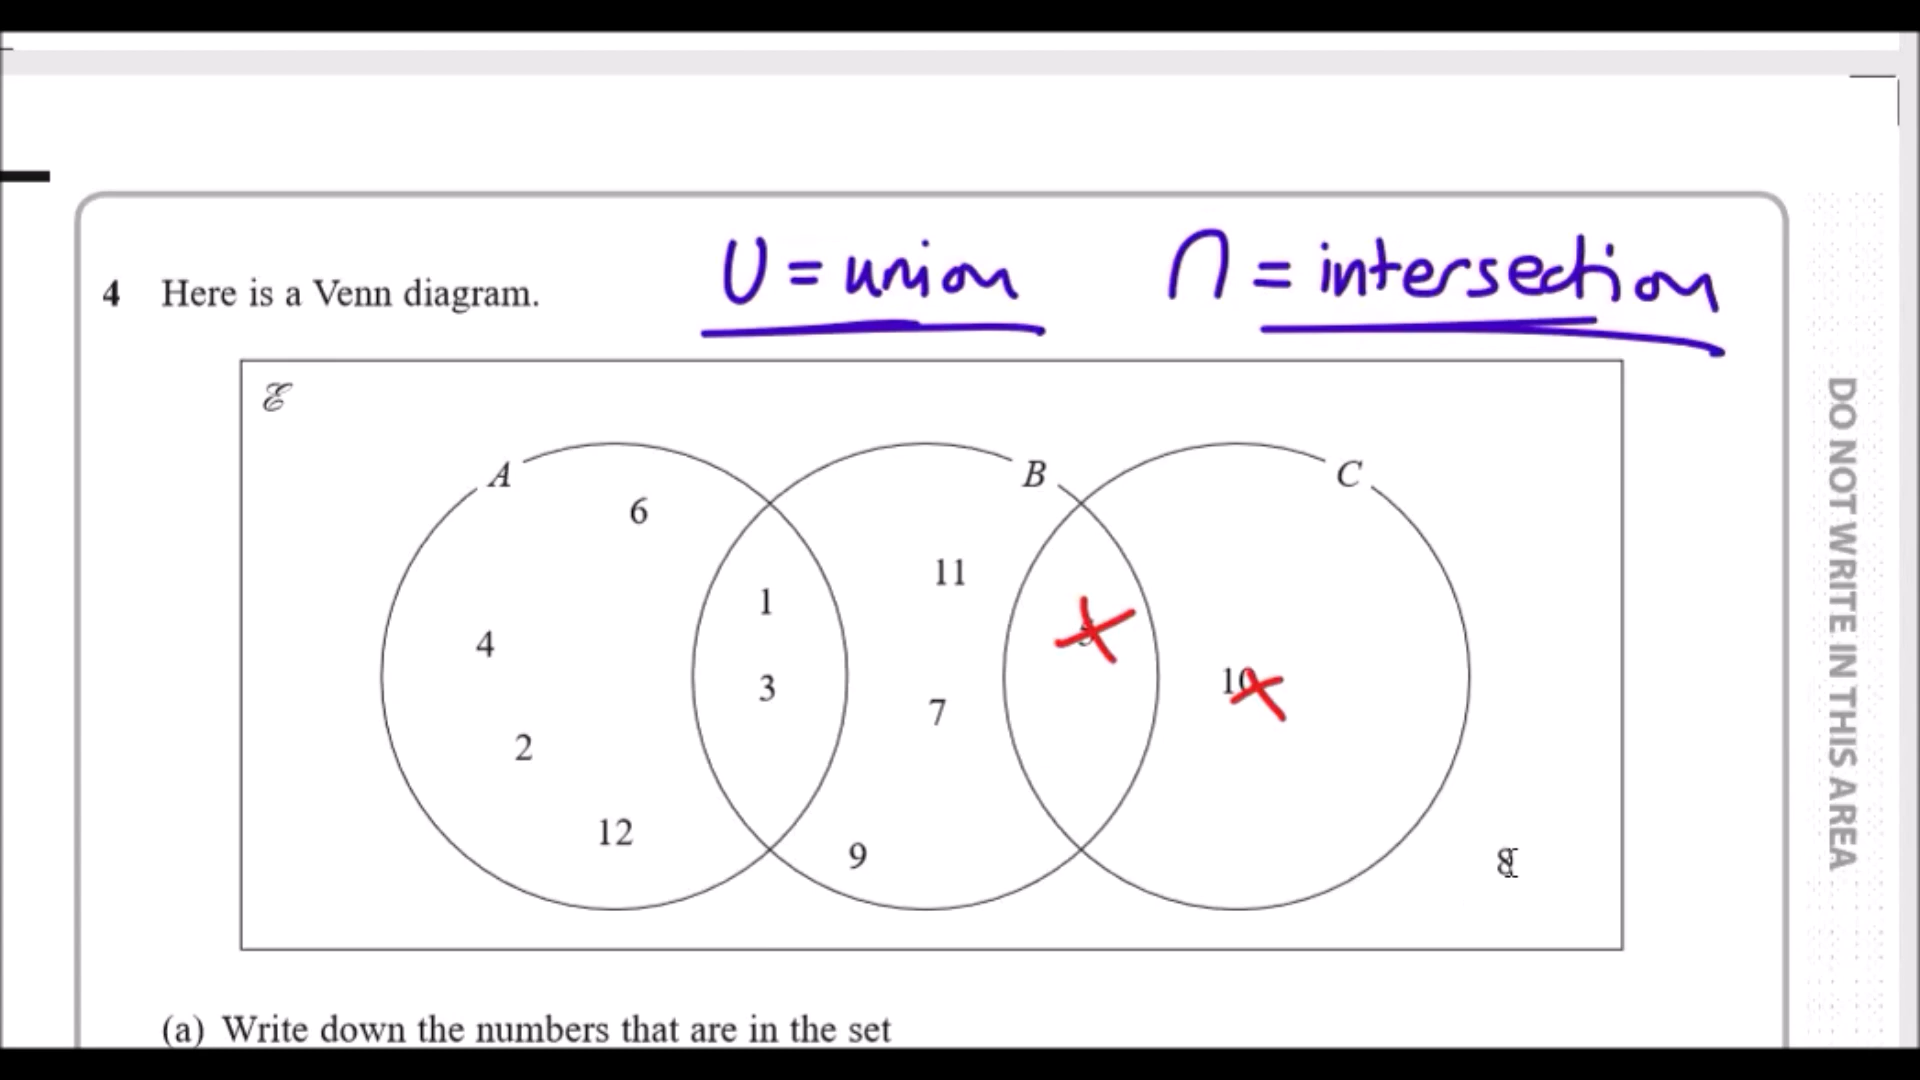 U = union ∩ = intersection
4 Here is a Venn diagram.
ℰ
A B C
6
11
1
4
10
3
7
2
12
9
8
(a) Write down the numbers that are in the set
DO NOT WRITE IN THIS AREA